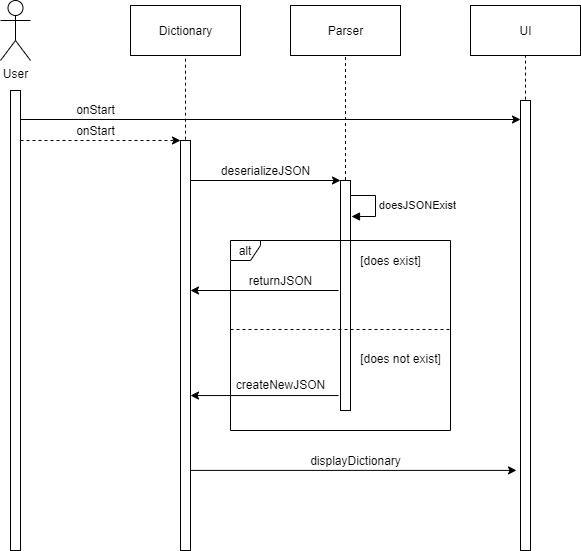 User
Dictionary
Parser
UI
onStart
onStart
deserializeJSON
doesJSONExist
alt
[does exist]
returnJSON
[does not exist]
createNewJSON
displayDictionary